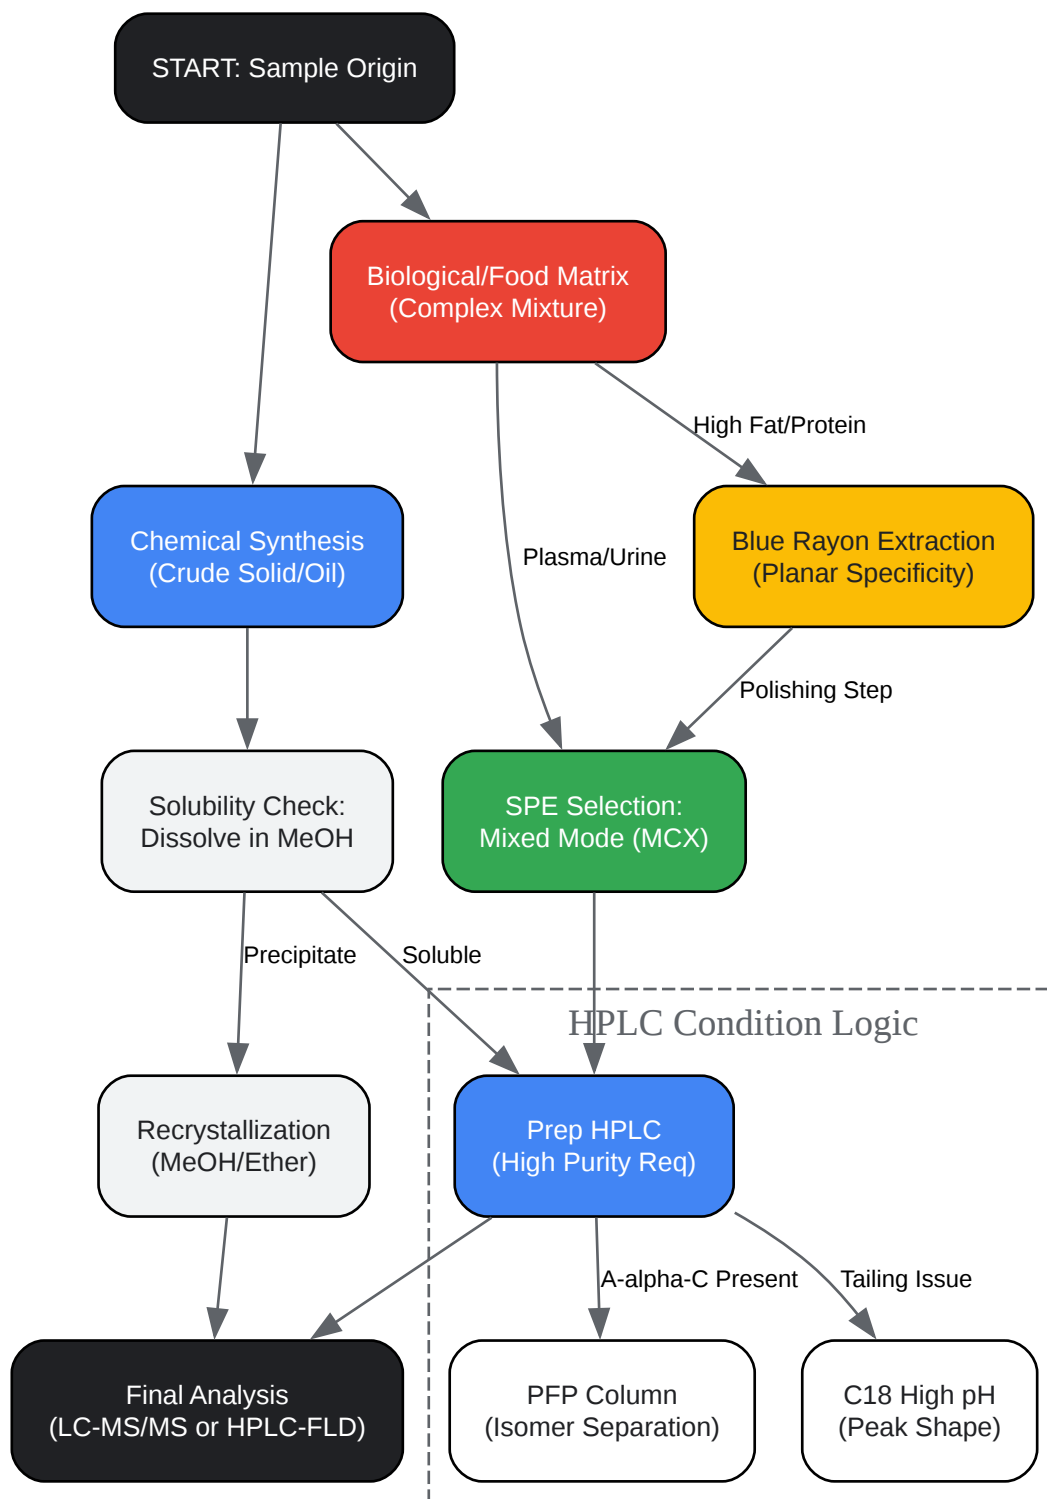 START: Sample Origin
Biological/Food Matrix
(Complex Mixture)
High Fat/Protein
Chemical Synthesis
(Crude Solid/Oil)
Plasma/Urine
Blue Rayon Extraction
(Planar Specificity)
Polishing Step
Solubility Check:
Dissolve in MeOH
SPE Selection:
Mixed Mode (MCX)
Precipitate
Soluble
HPLC Condition Logic
Recrystallization
(MeOH/Ether)
Prep HPLC
(High Purity Req)
A-alpha-C Present
Tailing Issue
Final Analysis
(LC-MS/MS or HPLC-FLD)
PFP Column
(Isomer Separation)
C18 High pH
(Peak Shape)